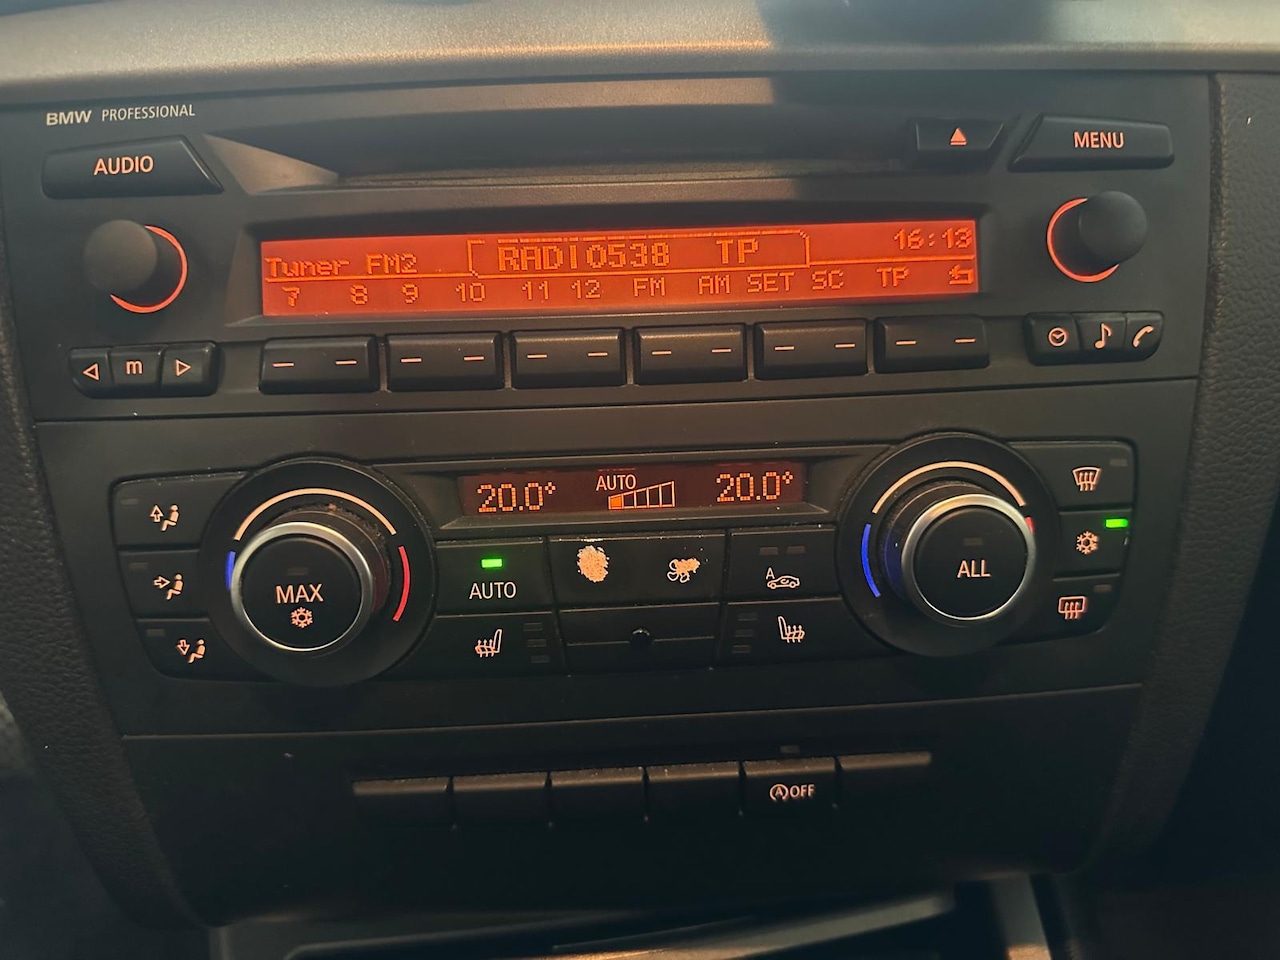 BMW PROFESSIONAL
AUDIO
MENU
Tuner FM2 RADIO538 TP 16:13
7 8 9 10 11 12 FM AM SET SC TP
m
20.0° AUTO 20.0°
MAX
AUTO
A
ALL
A OFF